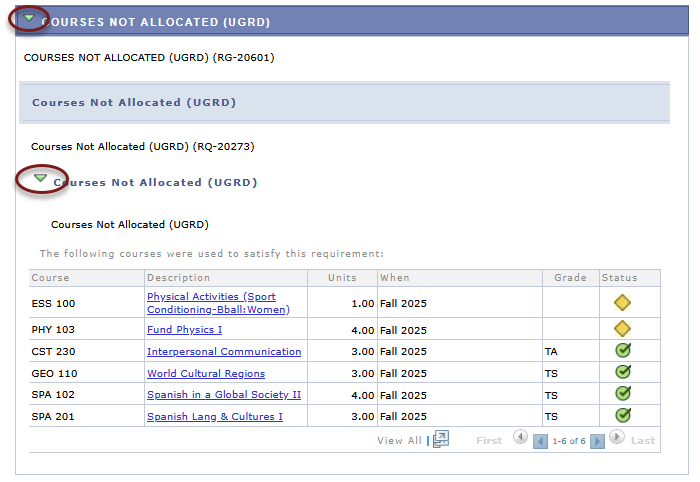 COURSES NOT ALLOCATED (UGRD)
COURSES NOT ALLOCATED (UGRD) (RG-20601)
Courses Not Allocated (UGRD)
Courses Not Allocated (UGRD) (RQ-20273)
Courses Not Allocated (UGRD)
Courses Not Allocated (UGRD)
The following courses were used to satisfy this requirement:
Course Description Units When Grade Status
ESS 100 Physical Activities (Sport Conditioning-Bball:Women) 1.00 Fall 2025
PHY 103 Fund Physics I 4.00 Fall 2025
CST 230 Interpersonal Communication 3.00 Fall 2025 TA
GEO 110 World Cultural Regions 3.00 Fall 2025 TS
SPA 102 Spanish in a Global Society II 4.00 Fall 2025 TS
SPA 201 Spanish Lang & Cultures I 3.00 Fall 2025 TS
View All | First 1-6 of 6 Last